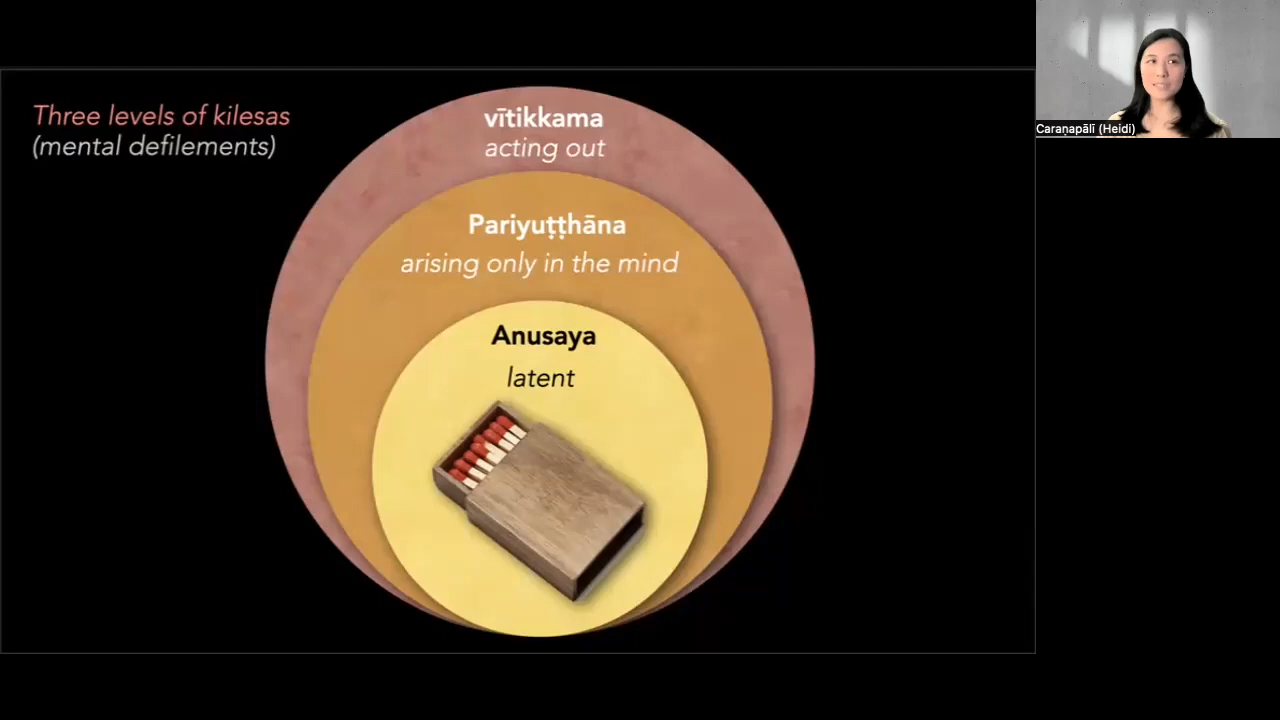 Three levels of kilesas
(mental defilements)
vītikkama
acting out
Pariyuṭṭhāna
arising only in the mind
Anusaya
latent
Caraṇapālī (Heidi)